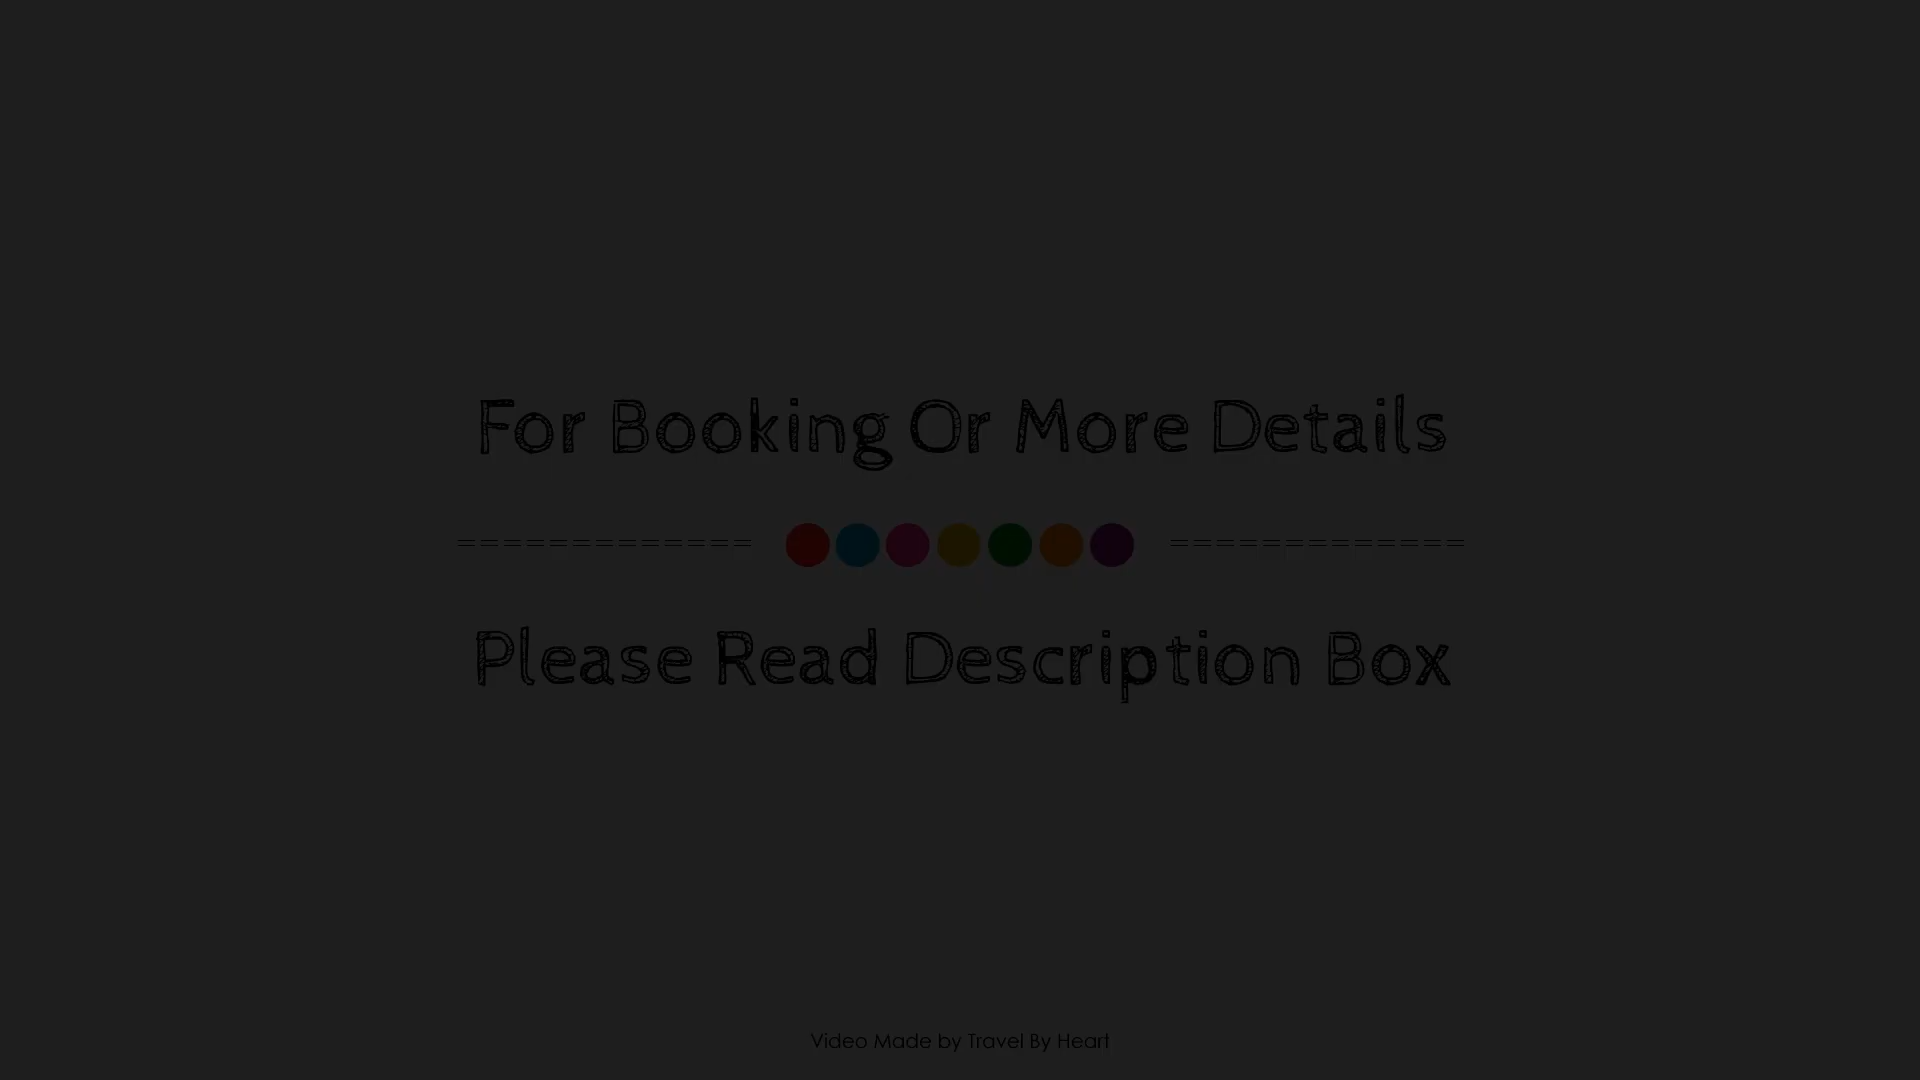 For Booking Or More Details
============= =============
Please Read Description Box
Video Made by Travel By Heart